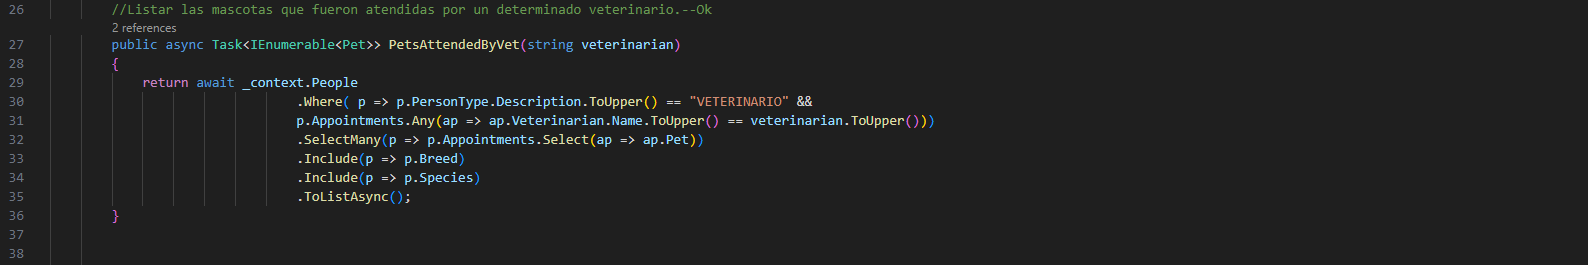 26 //Listar las mascotas que fueron atendidas por un determinado veterinario.--Ok
2 references
27 public async Task<IEnumerable<Pet>> PetsAttendedByVet(string veterinarian)
28 {
29 return await _context.People
30 .Where( p => p.PersonType.Description.ToUpper() == "VETERINARIO" &&
31 p.Appointments.Any(ap => ap.Veterinarian.Name.ToUpper() == veterinarian.ToUpper()))
32 .SelectMany(p => p.Appointments.Select(ap => ap.Pet))
33 .Include(p => p.Breed)
34 .Include(p => p.Species)
35 .ToListAsync();
36 }
37
38